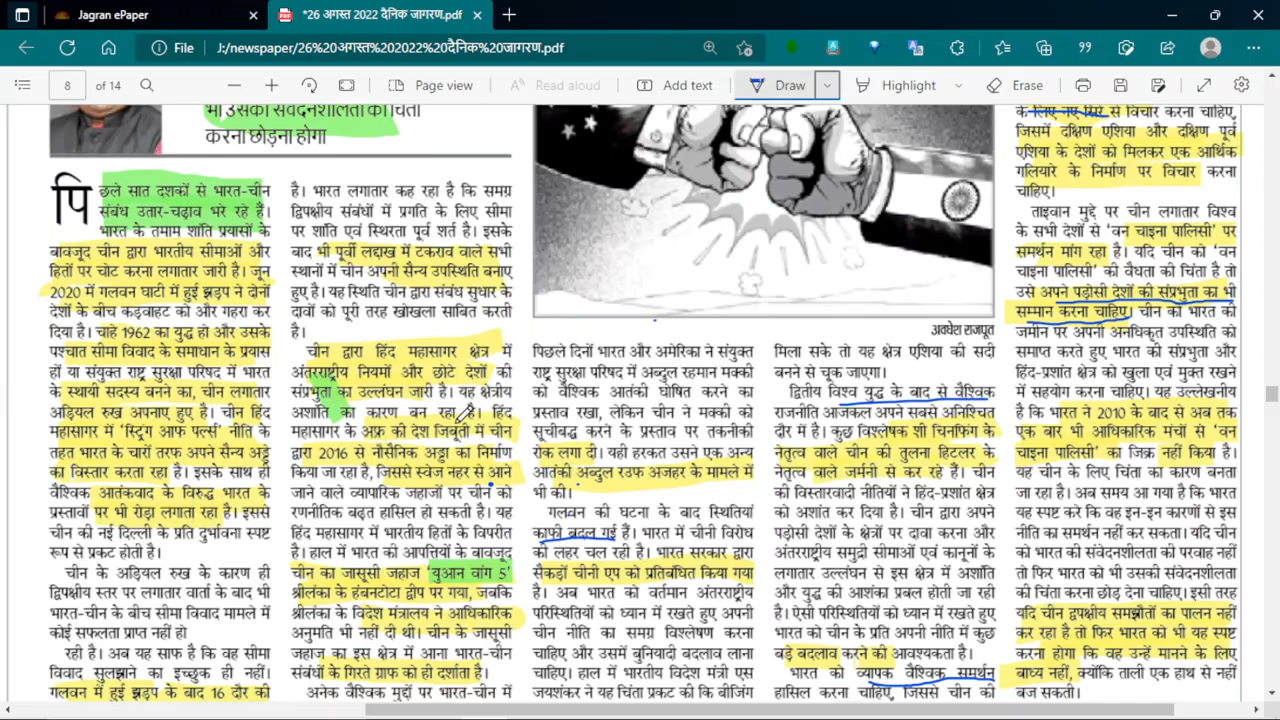 Jagran ePaper
*26 अगस्त 2022 दैनिक जागरण.pdf
File
J:/newspaper/26%20अगस्त%202022%20दैनिक%20जागरण.pdf
8
of 14
Page view
Read aloud
Add text
Draw
Highlight
Erase
भी उसकी संवेदनशीलता की चिंता
करना छोड़ना होगा
पिछले सात दशकों से भारत-चीन
संबंध उतार-चढ़ाव भरे रहे हैं।
भारत के तमाम शांति प्रयासों के
बावजूद चीन द्वारा भारतीय सीमाओं और
हितों पर चोट करना लगातार जारी है। जून
2020 में गलवन घाटी में हुई झड़प ने दोनों
देशों के बीच कड़वाहट को और गहरा कर
दिया है। चाहे 1962 का युद्ध हो और उसके
पश्चात सीमा विवाद के समाधान के प्रयास
हों या संयुक्त राष्ट्र सुरक्षा परिषद में भारत
के स्थायी सदस्य बनने का, चीन लगातार
अड़ियल रुख अपनाए हुए है। चीन हिंद
महासागर में ‘स्ट्रिंग आफ पर्ल्स’ नीति के
तहत भारत के चारों तरफ अपने सैन्य अड्डे
का विस्तार करता रहा है। इसके साथ ही
वैश्विक आतंकवाद के विरुद्ध भारत के
प्रस्तावों पर भी रोड़ा लगाता रहा है। इससे
चीन की नई दिल्ली के प्रति दुर्भावना स्पष्ट
रूप से प्रकट होती है।
चीन के अड़ियल रुख के कारण ही
द्विपक्षीय स्तर पर लगातार वार्ता के बाद भी
भारत-चीन के बीच सीमा विवाद मामले में
कोई सफलता प्राप्त नहीं हो
रही है। अब यह साफ है कि वह सीमा
विवाद सुलझाने का इच्छुक ही नहीं।
गलवन में हुई झड़प के बाद 16 दौर की
है। भारत लगातार कह रहा है कि समग्र
द्विपक्षीय संबंधों में प्रगति के लिए सीमा
पर शांति एवं स्थिरता पूर्व शर्त है। इसके
बाद भी पूर्वी लद्दाख में टकराव वाले सभी
स्थानों में चीन अपनी सैन्य उपस्थिति बनाए
हुए है। यह स्थिति चीन द्वारा संबंध सुधार के
दावों को पूरी तरह खोखला साबित करती
है।
चीन द्वारा हिंद महासागर क्षेत्र में
अंतरराष्ट्रीय नियमों और छोटे देशों की
संप्रभुता का उल्लंघन जारी है। यह क्षेत्रीय
अशांति का कारण बन रहा है। हिंद
महासागर के अफ्र की देश जिबूती में चीन
द्वारा 2016 से नौसैनिक अड्डा का निर्माण
किया जा रहा है, जिससे स्वेज नहर से आने
जाने वाले व्यापारिक जहाजों पर चीन को
रणनीतिक बढ़त हासिल हो सकती है। यह
हिंद महासागर में भारतीय हितों के विपरीत
है। हाल में भारत की आपत्तियों के बावजूद
चीन का जासूसी जहाज युआन वांग 5’
श्रीलंका के हंबनटोटा द्वीप पर गया, जबकि
श्रीलंका के विदेश मंत्रालय ने आधिकारिक
अनुमति भी नहीं दी थी। चीन के जासूसी
जहाज का इस क्षेत्र में आना भारत-चीन
संबंधों के गिरते ग्राफ को ही दर्शाता है।
अनेक वैश्विक मुद्दों पर भारत-चीन में
अवधेश राजपूत
पिछले दिनों भारत और अमेरिका ने संयुक्त
राष्ट्र सुरक्षा परिषद में अब्दुल रहमान मक्की
को वैश्विक आतंकी घोषित करने का
प्रस्ताव रखा, लेकिन चीन ने मक्की को
सूचीबद्ध करने के प्रस्ताव पर तकनीकी
रोक लगा दी। यही हरकत उसने एक अन्य
आतंकी अब्दुल रउफ अजहर के मामले में
भी की।
गलवन की घटना के बाद स्थितियां
काफी बदल गई हैं। भारत में चीनी विरोध
की लहर चल रही है। भारत सरकार द्वारा
सैकड़ों चीनी एप को प्रतिबंधित किया गया
है। अब भारत को वर्तमान अंतरराष्ट्रीय
परिस्थितियों को ध्यान में रखते हुए अपनी
चीन नीति का समग्र विश्लेषण करना
चाहिए और उसमें बुनियादी बदलाव लाना
चाहिए। हाल में भारतीय विदेश मंत्री एस
जयशंकर ने यह चिंता प्रकट की कि बीजिंग
मिला सके तो यह क्षेत्र एशिया की सदी
बनने से चूक जाएगा।
द्वितीय विश्व युद्ध के बाद से वैश्विक
राजनीति आजकल अपने सबसे अनिश्चित
दौर में है। कुछ विश्लेषक शी चिनफिंग के
नेतृत्व वाले चीन की तुलना हिटलर के
नेतृत्व वाले जर्मनी से कर रहे हैं। चीन
की विस्तारवादी नीतियों ने हिंद-प्रशांत क्षेत्र
को अशांत कर दिया है। चीन द्वारा अपने
पड़ोसी देशों के क्षेत्रों पर दावा करना और
अंतरराष्ट्रीय समुद्री सीमाओं एवं कानूनों के
लगातार उल्लंघन से इस क्षेत्र में अशांति
और युद्ध की आशंका प्रबल होती जा रही
है। ऐसी परिस्थितियों को ध्यान में रखते हुए
भारत को चीन के प्रति अपनी नीति में कुछ
बड़े बदलाव करने की आवश्यकता है।
भारत को व्यापक वैश्विक समर्थन
हासिल करना चाहिए, जिससे चीन की
के लिए नए सिरे से विचार करना चाहिए,
जिसमें दक्षिण एशिया और दक्षिण पूर्व
एशिया के देशों को मिलकर एक आर्थिक
गलियारे के निर्माण पर विचार करना
चाहिए।
ताइवान मुद्दे पर चीन लगातार विश्व
के सभी देशों से ‘वन चाइना पालिसी’ पर
समर्थन मांग रहा है। यदि चीन को ‘वन
चाइना पालिसी’ की वैधता की चिंता है तो
उसे अपने पड़ोसी देशों की संप्रभुता का भी
सम्मान करना चाहिए। चीन को भारत की
जमीन पर अपनी अनधिकृत उपस्थिति को
समाप्त करते हुए भारत की संप्रभुता और
हिंद-प्रशांत क्षेत्र को खुला एवं मुक्त रखने
में सहयोग करना चाहिए। यह उल्लेखनीय
है कि भारत ने 2010 के बाद से अब तक
एक बार भी आधिकारिक मंचों से ‘वन
चाइना पालिसी’ का जिक्र नहीं किया है।
यह चीन के लिए चिंता का कारण बनता
जा रहा है। अब समय आ गया है कि भारत
यह स्पष्ट करे कि वह इन-इन कारणों से इस
नीति का समर्थन नहीं कर सकता। यदि चीन
को भारत की संवेदनशीलता की परवाह नहीं
तो फिर भारत को भी उसकी संवेदनशीलता
की चिंता करना छोड़ देना चाहिए। इसी तरह
यदि चीन द्वपक्षीय समझौतों का पालन नहीं
कर रहा है तो फिर भारत को भी यह स्पष्ट
करना होगा कि वह उन्हें मानने के लिए
बाध्य नहीं, क्योंकि ताली एक हाथ से नहीं
बज सकती।